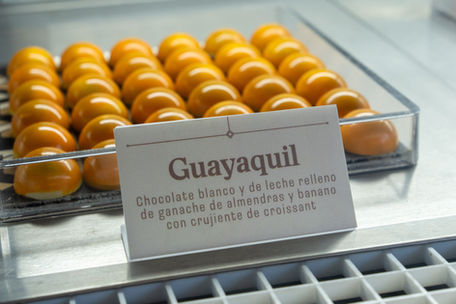 Guayaquil
Chocolate blanco y de leche relleno
de ganache de almendras y banano
con crujiente de croissant